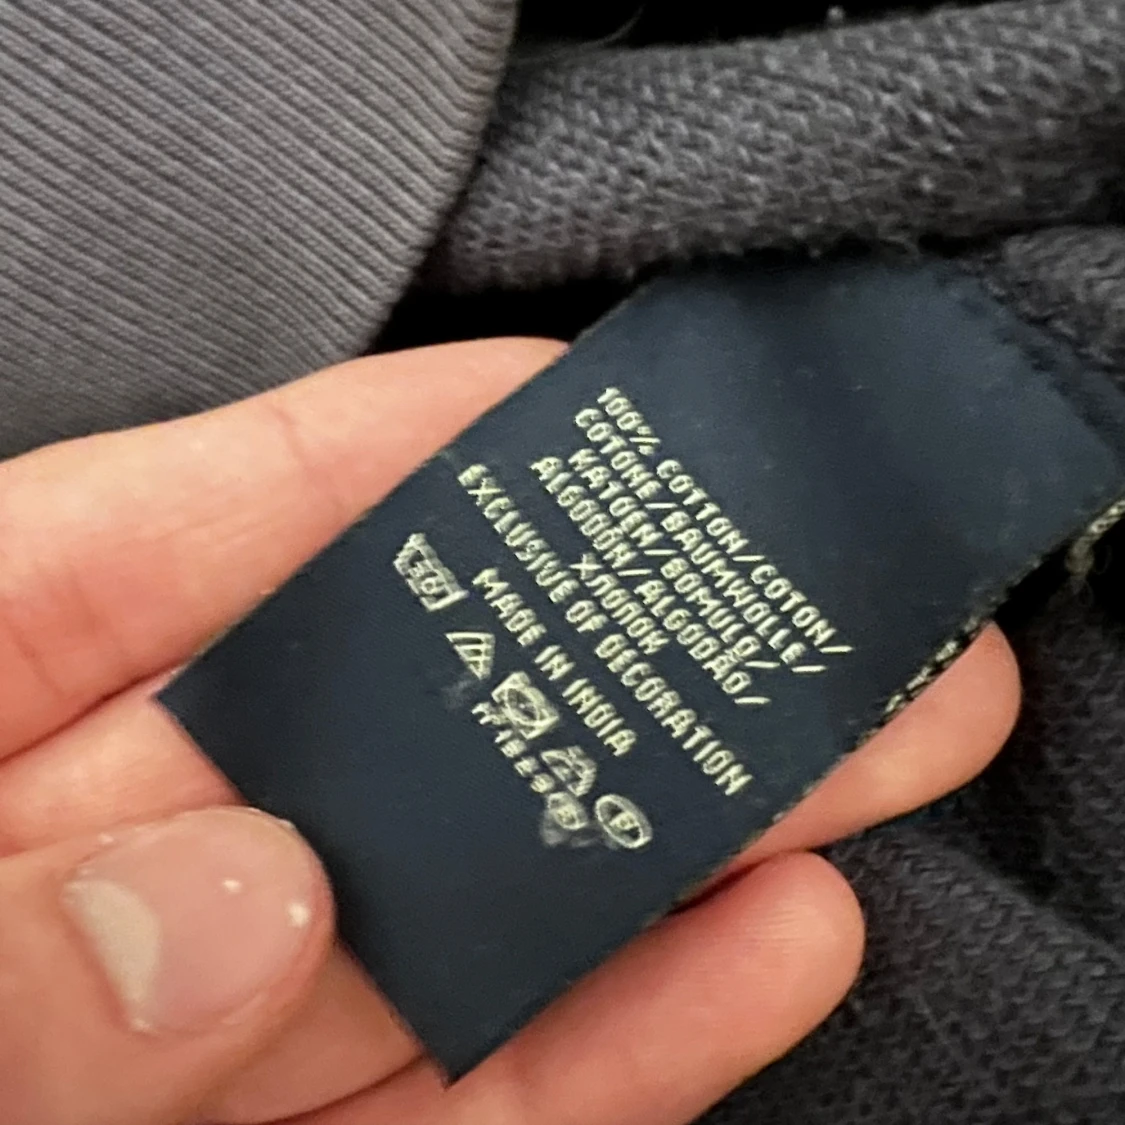 100% COTTON/COTON/
COTONE/BAUMWOLLE/
KATOEN/BOMULD/
ALGODÓN/ALGODÃO/
ХЛОПОК
EXCLUSIVE OF DECORATION
MADE IN INDIA